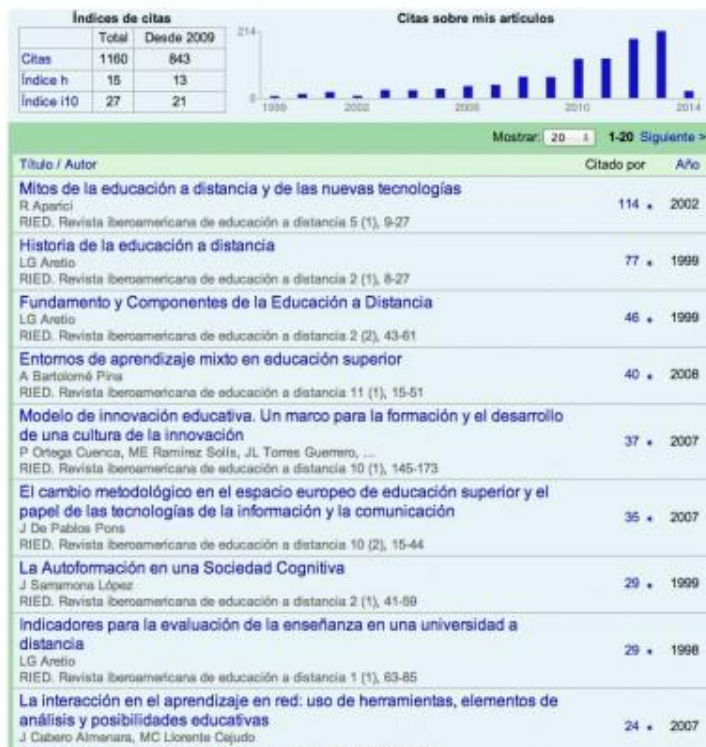 Índices de citas
Total Desde 2009
Citas 1160 843
Índice h 15 13
Índice i10 27 21
Citas sobre mis artículos
214
0
1999 2002 2006 2010 2014
Mostrar: 20 1-20 Siguiente >
Título / Autor Citado por Año
Mitos de la educación a distancia y de las nuevas tecnologías
R Aparici
RIED. Revista iberoamericana de educación a distancia 5 (1), 9-27
114 2002
Historia de la educación a distancia
LG Aretio
RIED. Revista iberoamericana de educación a distancia 2 (1), 8-27
77 1999
Fundamento y Componentes de la Educación a Distancia
LG Aretio
RIED. Revista iberoamericana de educación a distancia 2 (2), 43-61
46 1999
Entornos de aprendizaje mixto en educación superior
A Bartolomé Pina
RIED. Revista iberoamericana de educación a distancia 11 (1), 15-51
40 2008
Modelo de innovación educativa. Un marco para la formación y el desarrollo
de una cultura de la innovación
P Ortega Cuenca, ME Ramírez Solís, JL Torres Guerrero, ...
RIED. Revista iberoamericana de educación a distancia 10 (1), 145-173
37 2007
El cambio metodológico en el espacio europeo de educación superior y el
papel de las tecnologías de la información y la comunicación
J De Pablos Pons
RIED. Revista iberoamericana de educación a distancia 10 (2), 15-44
35 2007
La Autoformación en una Sociedad Cognitiva
J Sarramona López
RIED. Revista iberoamericana de educación a distancia 2 (1), 41-59
29 1999
Indicadores para la evaluación de la enseñanza en una universidad a
distancia
LG Aretio
RIED. Revista iberoamericana de educación a distancia 1 (1), 63-85
29 1998
La interacción en el aprendizaje en red: uso de herramientas, elementos de
análisis y posibilidades educativas
J Cabero Almenara, MC Llorente Cejudo
24 2007